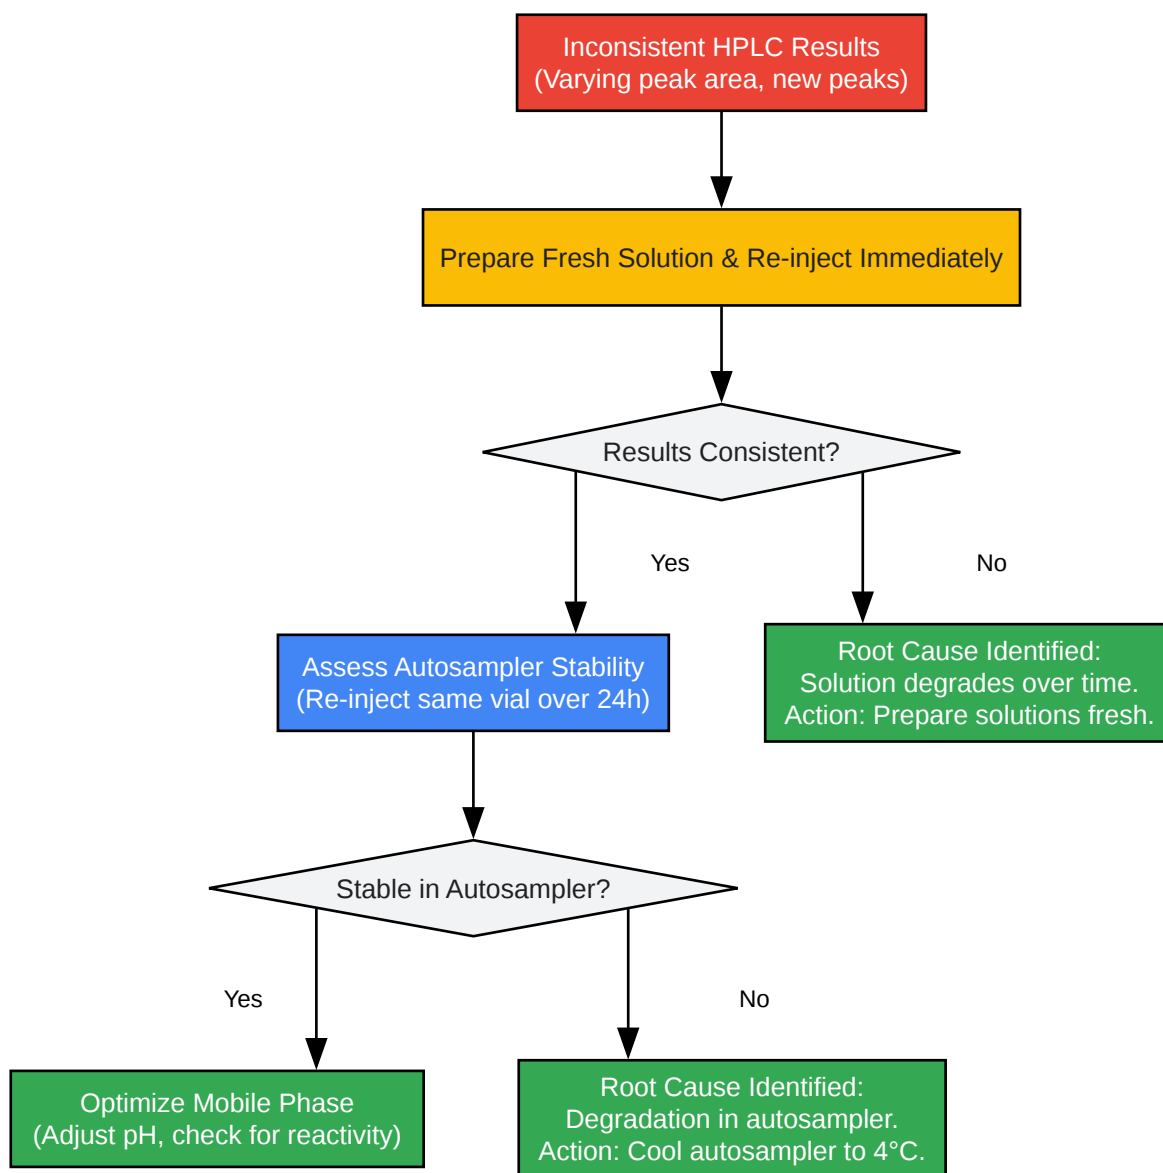 Inconsistent HPLC Results
(Varying peak area, new peaks)
Prepare Fresh Solution & Re-inject Immediately
Results Consistent?
Yes
No
Assess Autosampler Stability
(Re-inject same vial over 24h)
Root Cause Identified:
Solution degrades over time.
Action: Prepare solutions fresh.
Stable in Autosampler?
Yes
No
Optimize Mobile Phase
(Adjust pH, check for reactivity)
Root Cause Identified:
Degradation in autosampler.
Action: Cool autosampler to 4°C.